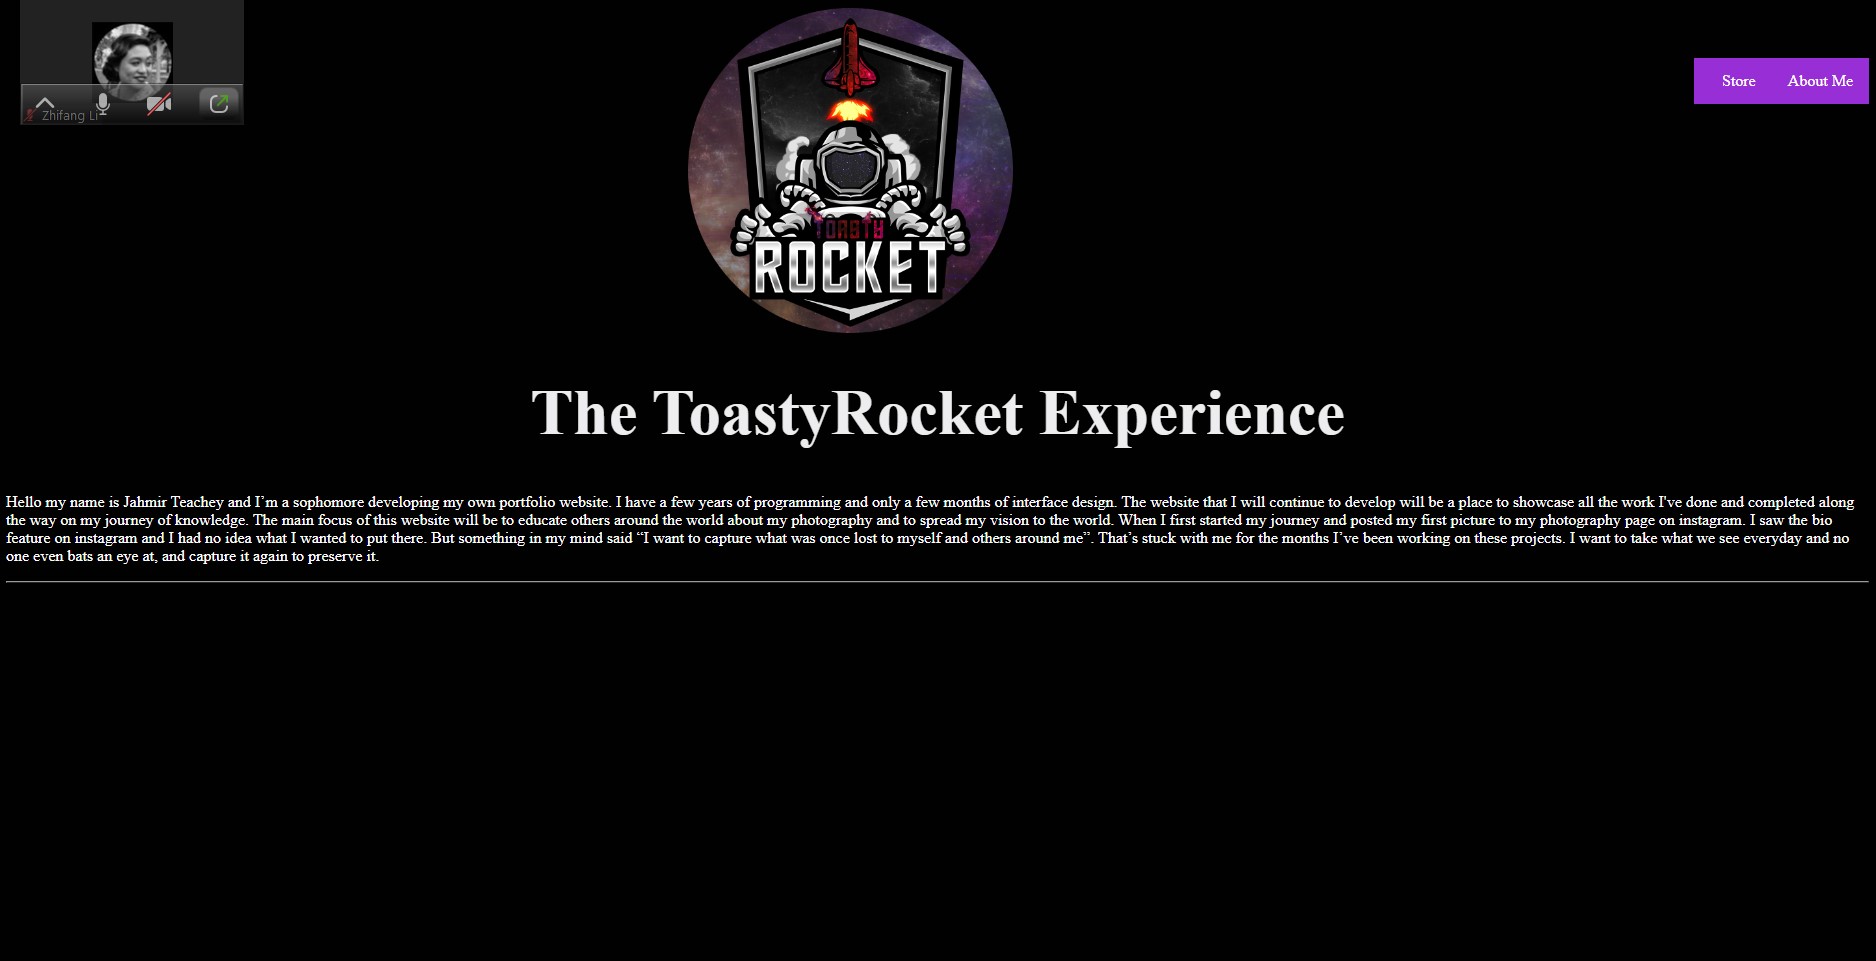 Zhifang Li
Store About Me
TOASTY
ROCKET
The ToastyRocket Experience
Hello my name is Jahmir Teachey and I’m a sophomore developing my own portfolio website. I have a few years of programming and only a few months of interface design. The website that I will continue to develop will be a place to showcase all the work I've done and completed along
the way on my journey of knowledge. The main focus of this website will be to educate others around the world about my photography and to spread my vision to the world. When I first started my journey and posted my first picture to my photography page on instagram. I saw the bio
feature on instagram and I had no idea what I wanted to put there. But something in my mind said “I want to capture what was once lost to myself and others around me”. That’s stuck with me for the months I’ve been working on these projects. I want to take what we see everyday and no
one even bats an eye at, and capture it again to preserve it.